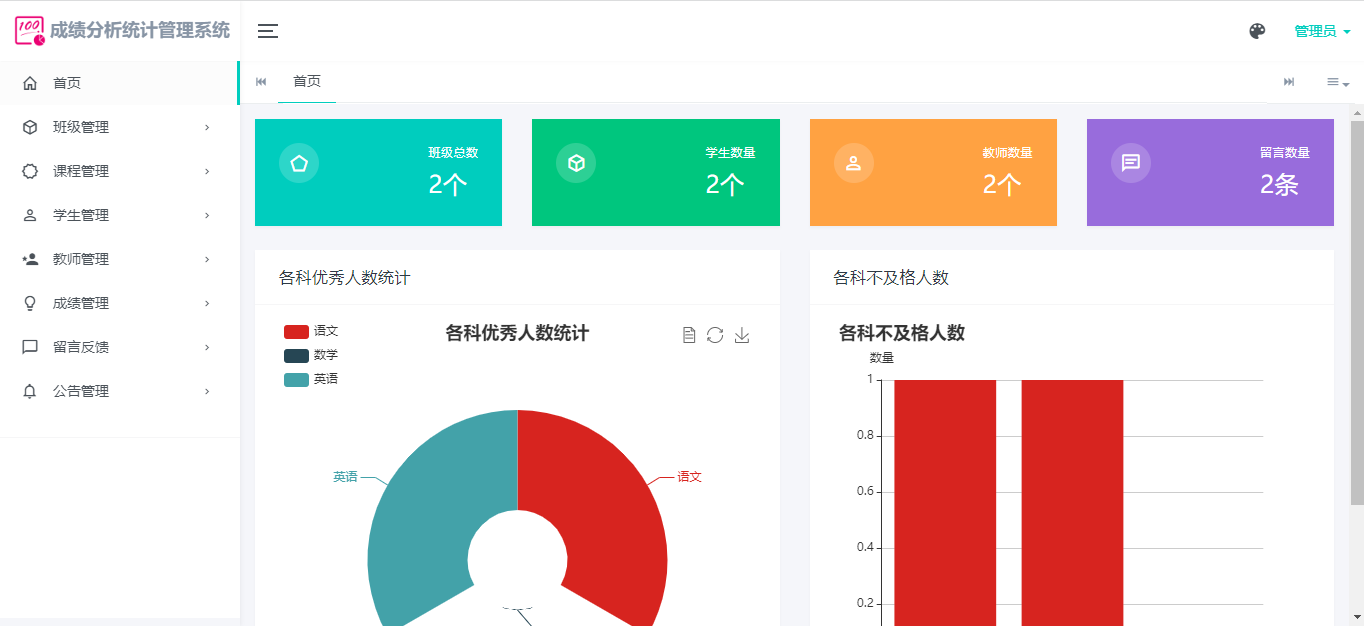 100
成绩分析统计管理系统
管理员
首页
班级管理
课程管理
学生管理
教师管理
成绩管理
留言反馈
公告管理
首页
班级总数
2个
学生数量
2个
教师数量
2个
留言数量
2条
各科优秀人数统计
语文
数学
英语
各科优秀人数统计
英语
语文
各科不及格人数
各科不及格人数
数量
1
0.8
0.6
0.4
0.2